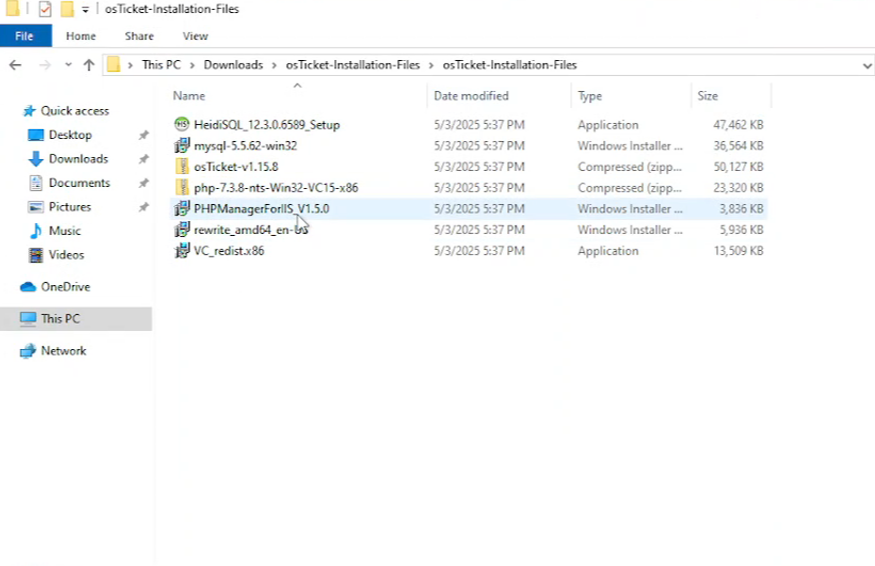 osTicket-Installation-Files
File Home Share View
This PC > Downloads > osTicket-Installation-Files > osTicket-Installation-Files
Name Date modified Type Size
Quick access
Desktop
Downloads
Documents
Pictures
Music
Videos
OneDrive
This PC
Network
HeidiSQL_12.3.0.6589_Setup 5/3/2025 5:37 PM Application 47,462 KB
mysql-5.5.62-win32 5/3/2025 5:37 PM Windows Installer ... 36,564 KB
osTicket-v1.15.8 5/3/2025 5:37 PM Compressed (zipp... 50,127 KB
php-7.3.8-nts-Win32-VC15-x86 5/3/2025 5:37 PM Compressed (zipp... 23,320 KB
PHPManagerForIIS_V1.5.0 5/3/2025 5:37 PM Windows Installer ... 3,836 KB
rewrite_amd64_en-US 5/3/2025 5:37 PM Windows Installer ... 5,936 KB
VC_redist.x86 5/3/2025 5:37 PM Application 13,509 KB